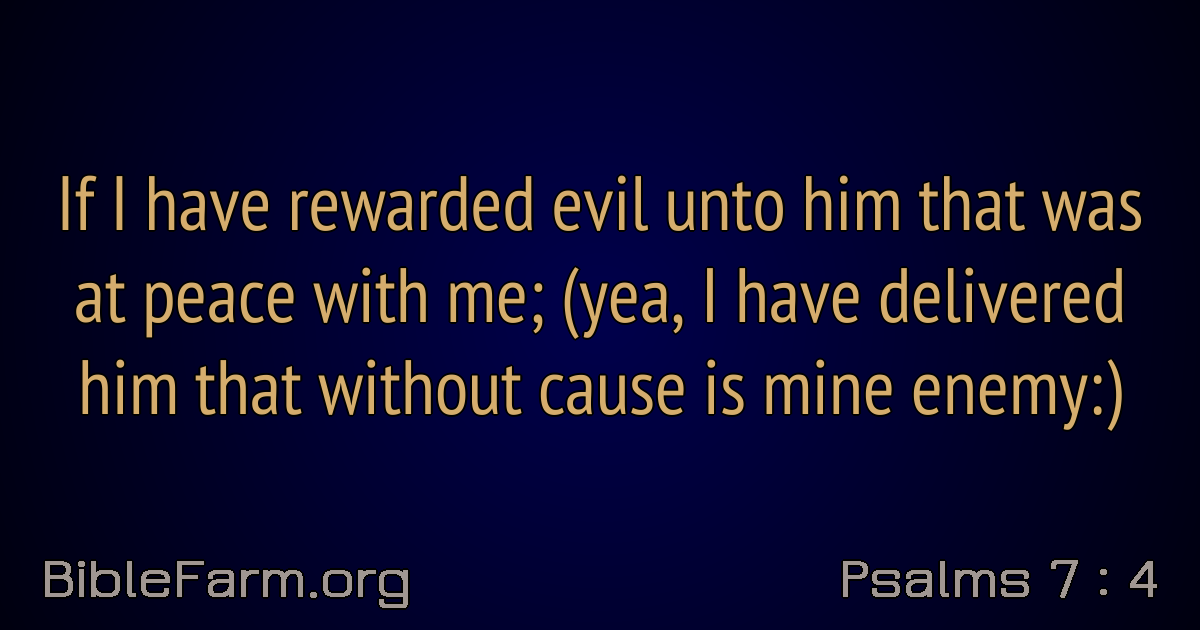 If I have rewarded evil unto him that was
at peace with me; (yea, I have delivered
him that without cause is mine enemy:)
BibleFarm.org
Psalms 7 : 4